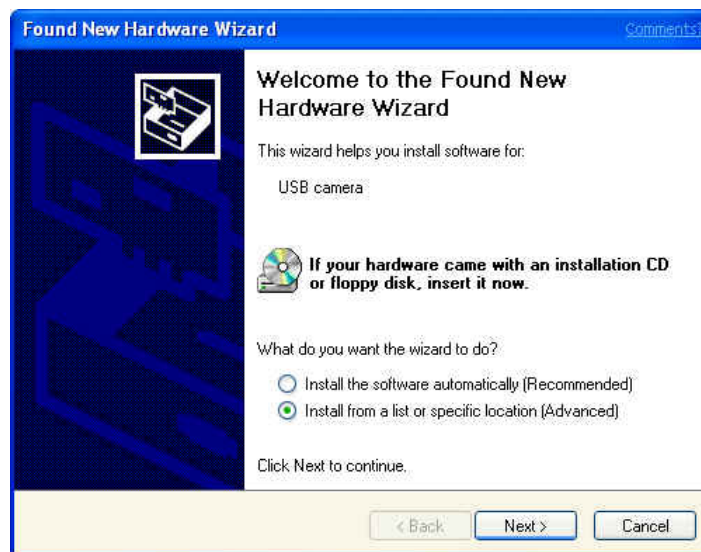 Found New Hardware Wizard
Comments?
Welcome to the Found New
Hardware Wizard
This wizard helps you install software for:
USB camera
If your hardware came with an installation CD
or floppy disk, insert it now.
What do you want the wizard to do?
Install the software automatically (Recommended)
Install from a list or specific location (Advanced)
Click Next to continue.
< Back
Next >
Cancel